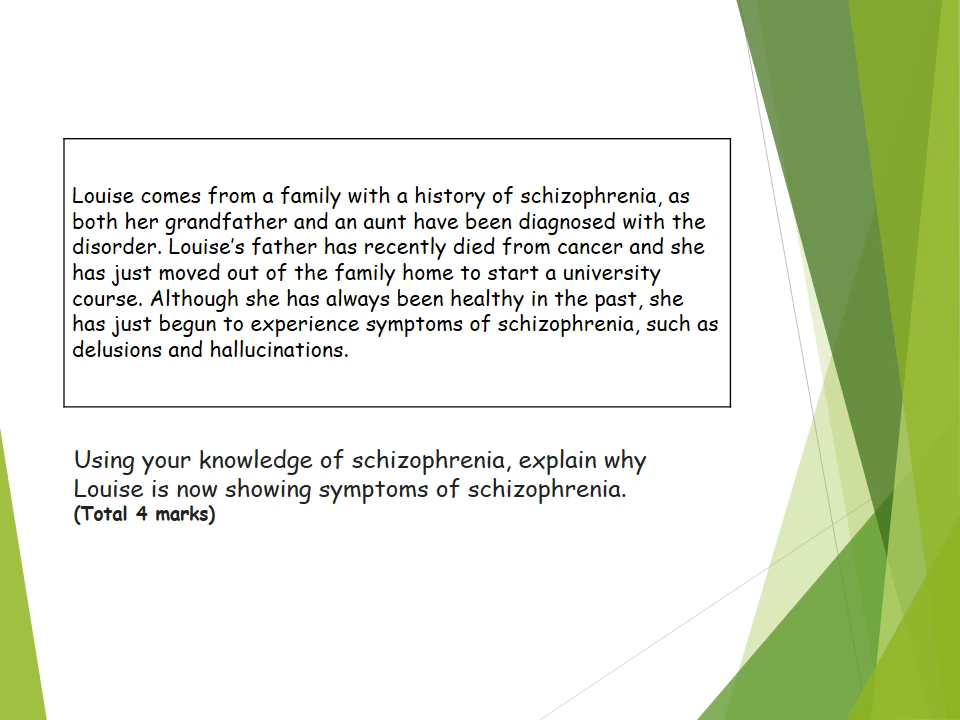 Louise comes from a family with a history of schizophrenia, as
both her grandfather and an aunt have been diagnosed with the
disorder. Louise’s father has recently died from cancer and she
has just moved out of the family home to start a university
course. Although she has always been healthy in the past, she
has just begun to experience symptoms of schizophrenia, such as
delusions and hallucinations.
Using your knowledge of schizophrenia, explain why
Louise is now showing symptoms of schizophrenia.
(Total 4 marks)